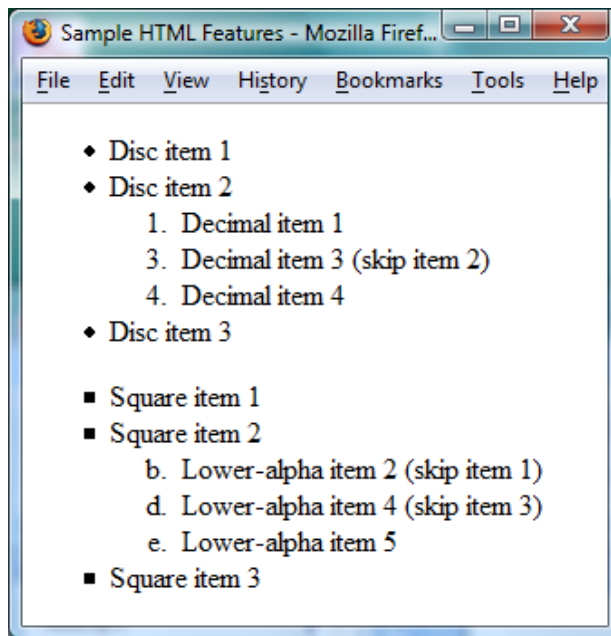 Sample HTML Features - Mozilla Firef...
File Edit View History Bookmarks Tools Help
• Disc item 1
• Disc item 2
1. Decimal item 1
3. Decimal item 3 (skip item 2)
4. Decimal item 4
• Disc item 3
▪ Square item 1
▪ Square item 2
b. Lower-alpha item 2 (skip item 1)
d. Lower-alpha item 4 (skip item 3)
e. Lower-alpha item 5
▪ Square item 3